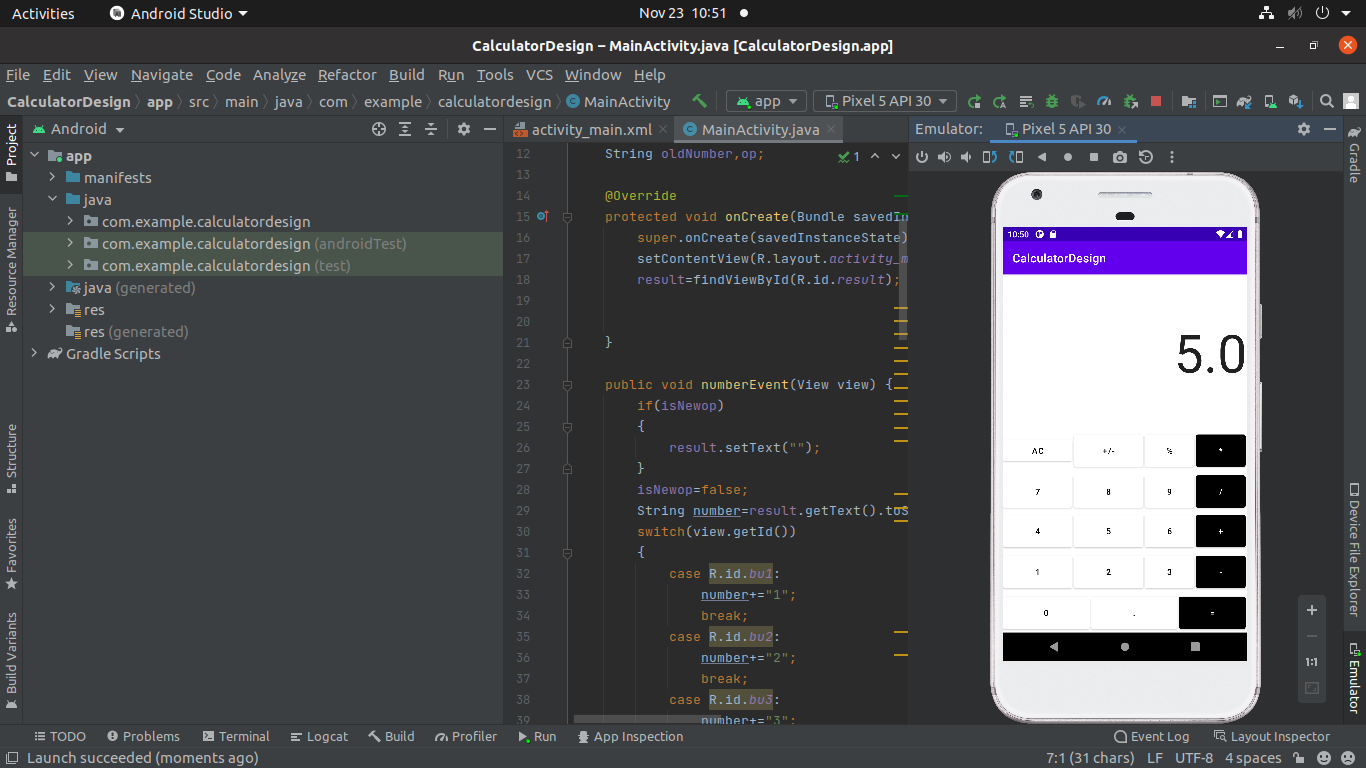 Activities Android Studio Nov 23 10:51
CalculatorDesign – MainActivity.java [CalculatorDesign.app]
File Edit View Navigate Code Analyze Refactor Build Run Tools VCS Window Help
CalculatorDesign app src main java com example calculatordesign MainActivity app Pixel 5 API 30
Project
Resource Manager
Structure
Favorites
Build Variants
Android
app
manifests
java
com.example.calculatordesign
com.example.calculatordesign (androidTest)
com.example.calculatordesign (test)
java (generated)
res
res (generated)
Gradle Scripts
activity_main.xml MainActivity.java
1
12 String oldNumber,op;
13
14 @Override
15 protected void onCreate(Bundle savedIn
16 super.onCreate(savedInstanceState)
17 setContentView(R.layout.activity_m
18 result=findViewById(R.id.result);
19
20
21 }
22
23 public void numberEvent(View view) {
24 if(isNewop)
25 {
26 result.setText("");
27 }
28 isNewop=false;
29 String number=result.getText().toS
30 switch(view.getId())
31 {
32 case R.id.bu1:
33 number+="1";
34 break;
35 case R.id.bu2:
36 number+="2";
37 break;
38 case R.id.bu3:
39 number+="3";
Emulator: Pixel 5 API 30
10:50
CalculatorDesign
5.0
AC +/- % *
7 8 9 /
4 5 6 +
1 2 3 -
0 . =
1:1
Gradle
Device File Explorer
Emulator
TODO Problems Terminal Logcat Build Profiler Run App Inspection Event Log Layout Inspector
Launch succeeded (moments ago) 7:1 (31 chars) LF UTF-8 4 spaces